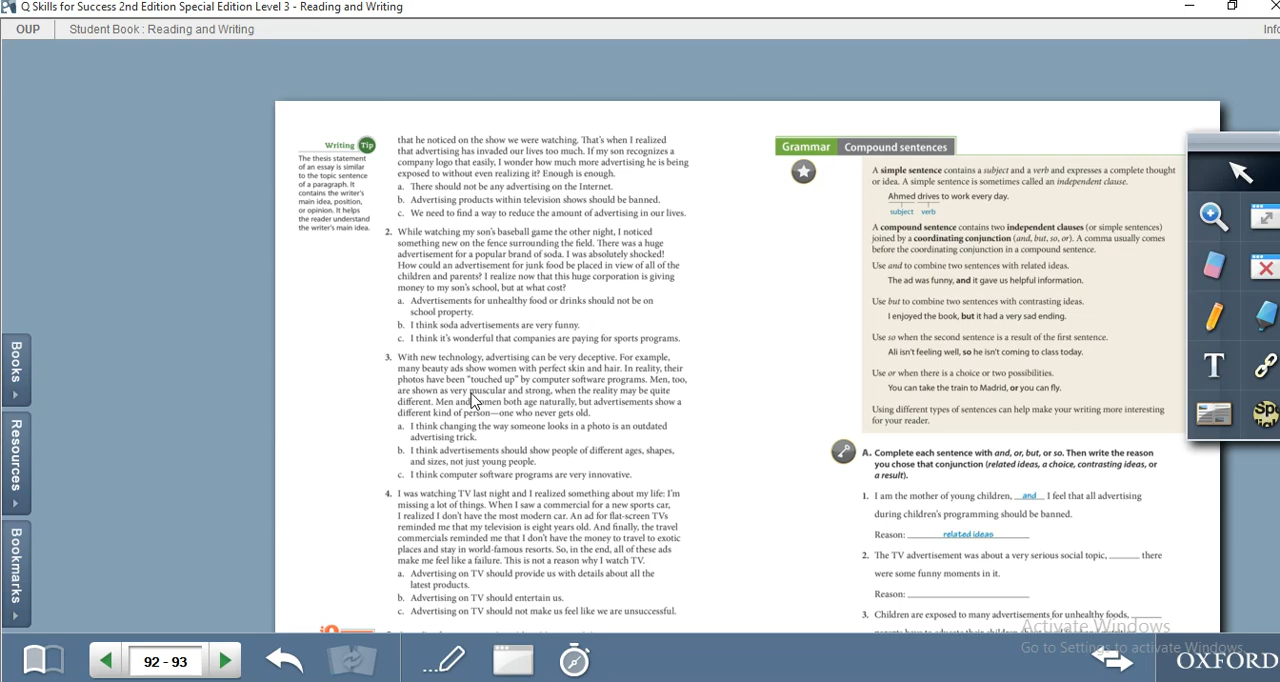 Q Skills for Success 2nd Edition Special Edition Level 3 - Reading and Writing
OUP
Student Book : Reading and Writing
Info
Books
Resources
Bookmarks
Writing Tip
The thesis statement
of an essay is similar
to the topic sentence
of a paragraph. It
contains the writer's
main idea, position,
or opinion. It helps
the reader understand
the writer's main idea.
that he noticed on the show we were watching. That's when I realized
that advertising has invaded our lives too much. If my son recognizes a
company logo that easily, I wonder how much more advertising he is being
exposed to without even realizing it? Enough is enough.
a. There should not be any advertising on the Internet.
b. Advertising products within television shows should be banned.
c. We need to find a way to reduce the amount of advertising in our lives.
2. While watching my son's baseball game the other night, I noticed
something new on the fence surrounding the field. There was a huge
advertisement for a popular brand of soda. I was absolutely shocked!
How could an advertisement for junk food be placed in view of all of the
children and parents? I realize now that this huge corporation is giving
money to my son's school, but at what cost?
a. Advertisements for unhealthy food or drinks should not be on
school property.
b. I think soda advertisements are very funny.
c. I think it's wonderful that companies are paying for sports programs.
3. With new technology, advertising can be very deceptive. For example,
many beauty ads show women with perfect skin and hair. In reality, their
photos have been "touched up" by computer software programs. Men, too,
are shown as very muscular and strong, when the reality may be quite
different. Men and women both age naturally, but advertisements show a
different kind of person—one who never gets old.
a. I think changing the way someone looks in a photo is an outdated
advertising trick.
b. I think advertisements should show people of different ages, shapes,
and sizes, not just young people.
c. I think computer software programs are very innovative.
4. I was watching TV last night and I realized something about my life: I'm
missing a lot of things. When I saw a commercial for a new sports car,
I realized I don't have the most modern car. An ad for flat-screen TVs
reminded me that my television is eight years old. And finally, the travel
commercials reminded me that I don't have the money to travel to exotic
places and stay in world-famous resorts. So, in the end, all of these ads
make me feel like a failure. This is not a reason why I watch TV.
a. Advertising on TV should provide us with details about all the
latest products.
b. Advertising on TV should entertain us.
c. Advertising on TV should not make us feel like we are unsuccessful.
Grammar Compound sentences
A simple sentence contains a subject and a verb and expresses a complete thought
or idea. A simple sentence is sometimes called an independent clause.
Ahmed drives to work every day.
subject verb
A compound sentence contains two independent clauses (or simple sentences)
joined by a coordinating conjunction (and, but, so, or). A comma usually comes
before the coordinating conjunction in a compound sentence.
Use and to combine two sentences with related ideas.
The ad was funny, and it gave us helpful information.
Use but to combine two sentences with contrasting ideas.
I enjoyed the book, but it had a very sad ending.
Use so when the second sentence is a result of the first sentence.
Ali isn't feeling well, so he isn't coming to class today.
Use or when there is a choice or two possibilities.
You can take the train to Madrid, or you can fly.
Using different types of sentences can help make your writing more interesting
for your reader.
A. Complete each sentence with and, or, but, or so. Then write the reason
you chose that conjunction (related ideas, a choice, contrasting ideas, or
a result).
1. I am the mother of young children, and I feel that all advertising
during children's programming should be banned.
Reason: related ideas
2. The TV advertisement was about a very serious social topic, ______ there
were some funny moments in it.
Reason: ______
3. Children are exposed to many advertisements for unhealthy foods, ______
T
Activate Windows
Go to Settings to activate Windows.
92 - 93
OXFORD